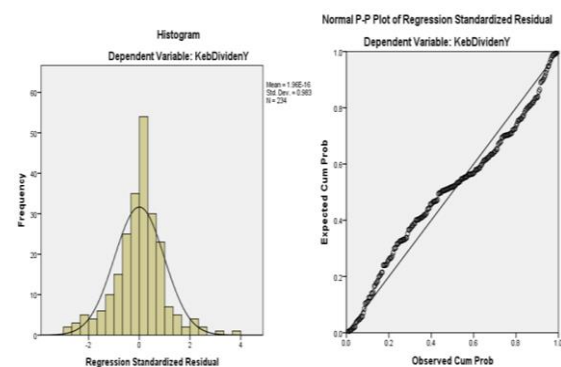 Histogram
Dependent Variable: KebDividenY
Mean = 1.96E-16
Std. Dev. = 0.983
N = 234
Frequency
60
50
40
30
20
10
0
-2
0
2
4
Regression Standardized Residual
Normal P-P Plot of Regression Standardized Residual
Dependent Variable: KebDividenY
Expected Cum Prob
1.0
0.8
0.6
0.4
0.2
0.0
0.0
0.2
0.4
0.6
0.8
1.0
Observed Cum Prob